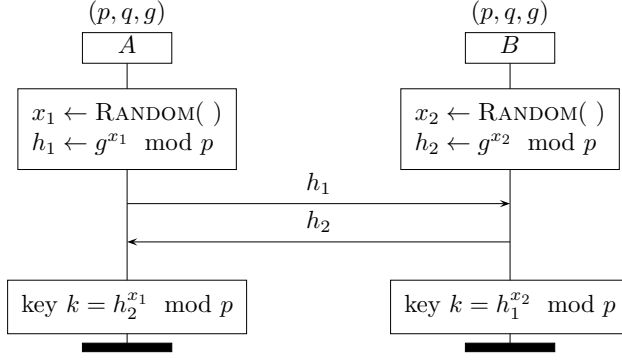 (p, q, g)
(p, q, g)
A
B
x₁ ← RANDOM( )
h₁ ← g^{x₁} mod p
x₂ ← RANDOM( )
h₂ ← g^{x₂} mod p
h₁
h₂
key k = h₂^{x₁} mod p
key k = h₁^{x₂} mod p